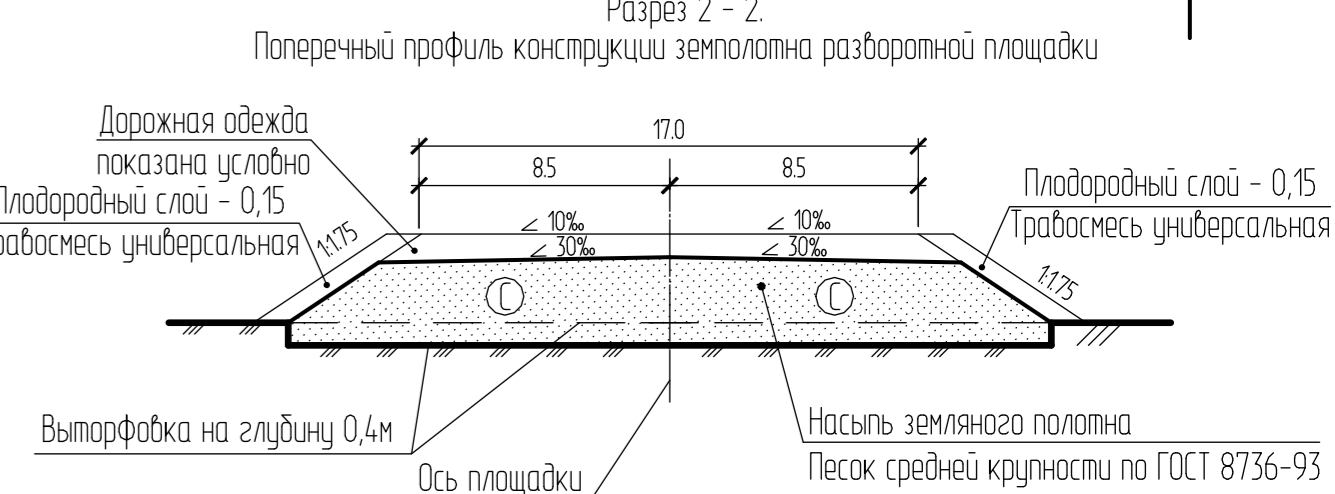 Разрез 2 - 2.
Поперечный профиль конструкции земполотна разворотной площадки
Дорожная одежда
показана условно
Плодородный слой - 0,15
Травосмесь универсальная
1:1.75
17.0
8.5
8.5
∠ 10‰
∠ 10‰
∠ 30‰
∠ 30‰
Плодородный слой - 0,15
Травосмесь универсальная
1:1.75
С
С
Выторфовка на глубину 0,4м
Ось площадки
Насыпь земляного полотна
Песок средней крупности по ГОСТ 8736-93